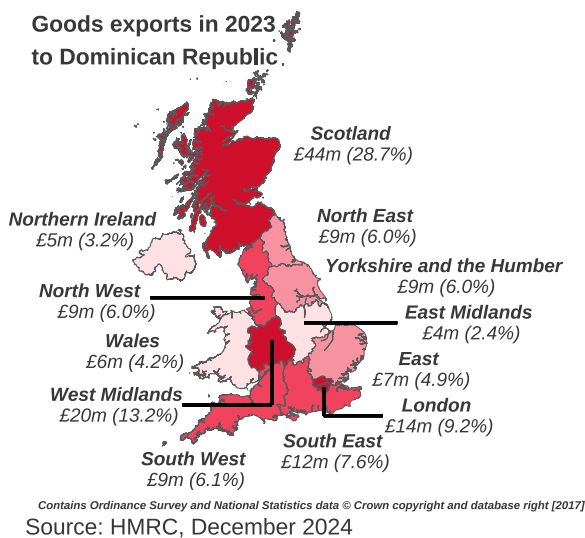 Goods exports in 2023
to Dominican Republic
Scotland
£44m (28.7%)
Northern Ireland
£5m (3.2%)
North East
£9m (6.0%)
Yorkshire and the Humber
£9m (6.0%)
North West
£9m (6.0%)
East Midlands
£4m (2.4%)
Wales
£6m (4.2%)
East
£7m (4.9%)
West Midlands
£20m (13.2%)
London
£14m (9.2%)
South East
£12m (7.6%)
South West
£9m (6.1%)
Contains Ordinance Survey and National Statistics data © Crown copyright and database right [2017]
Source: HMRC, December 2024